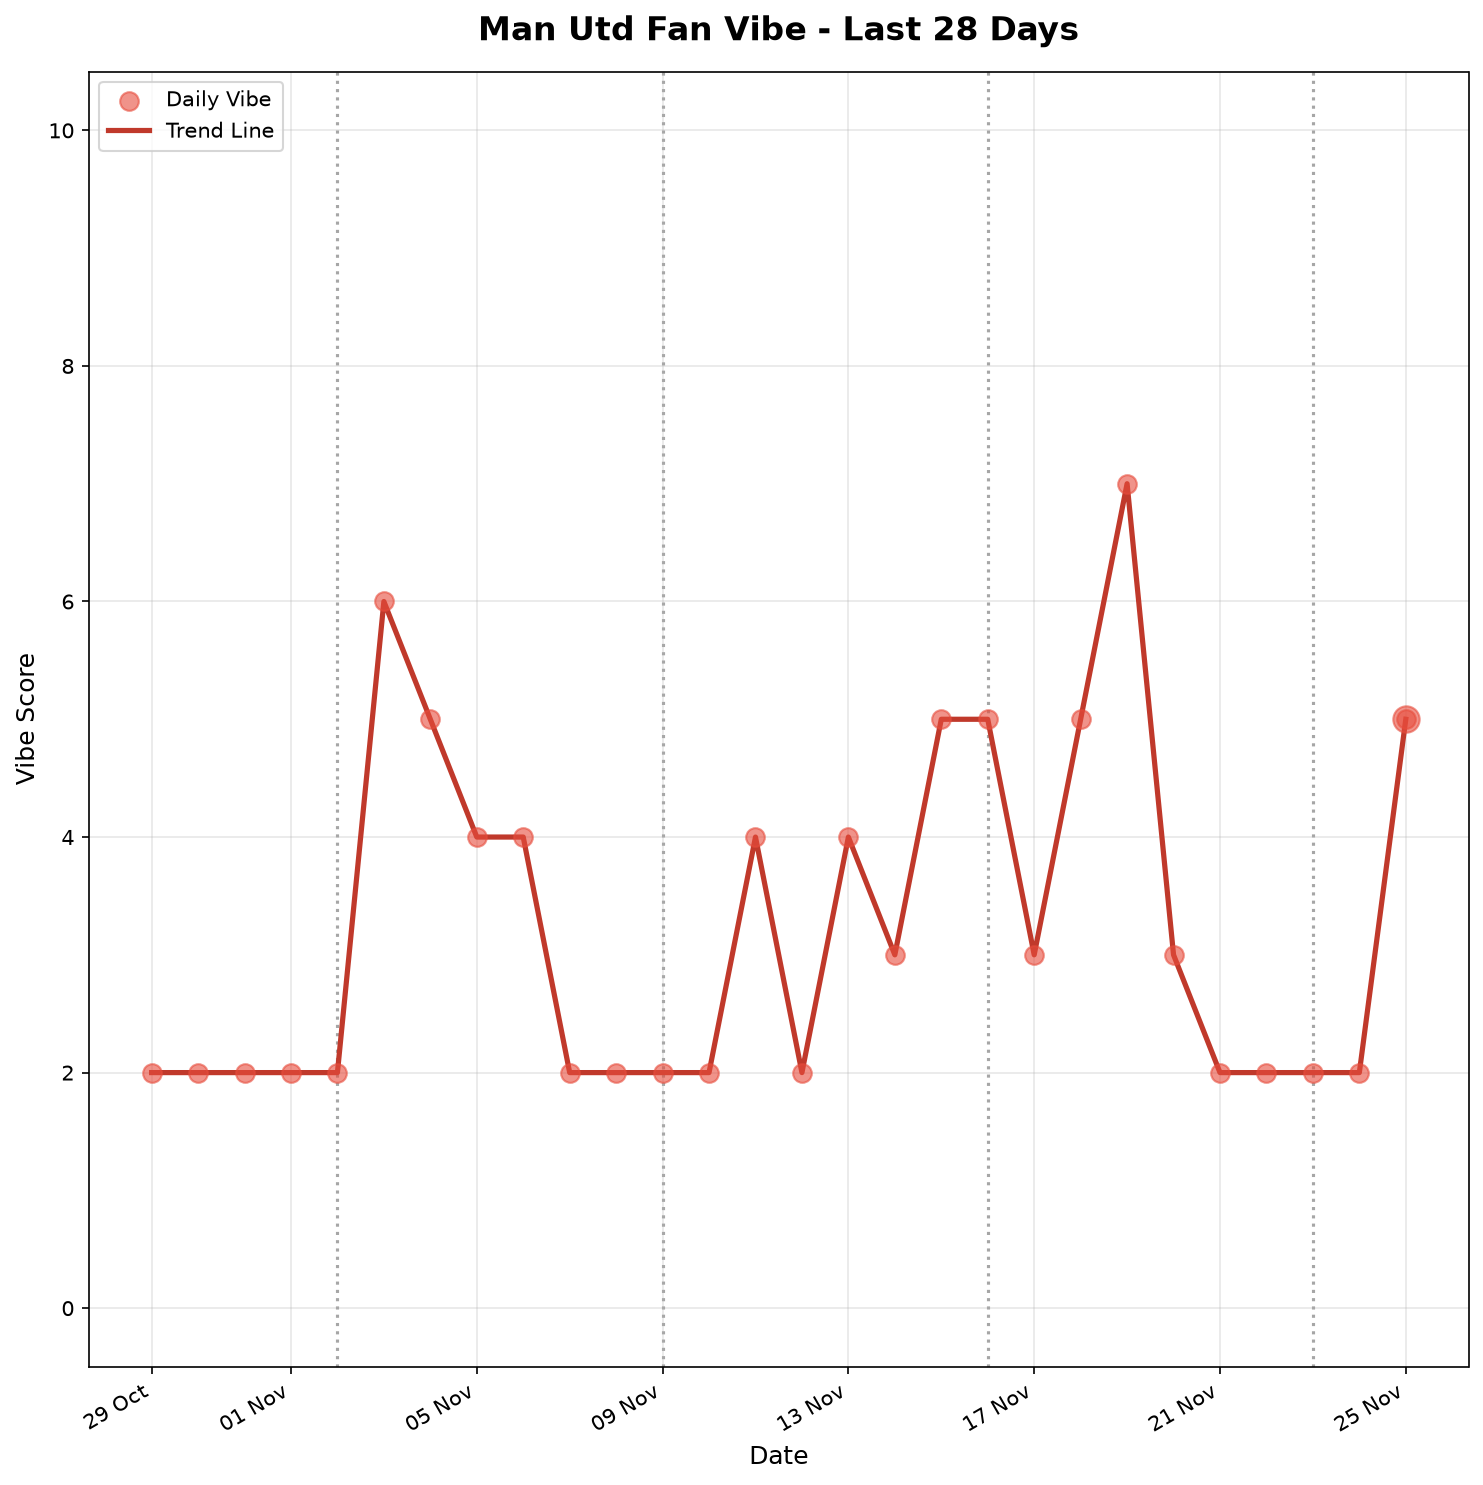 Man Utd Fan Vibe - Last 28 Days
Daily Vibe
Trend Line
10
8
6
4
2
0
Vibe Score
29 Oct
01 Nov
05 Nov
09 Nov
13 Nov
17 Nov
21 Nov
25 Nov
Date